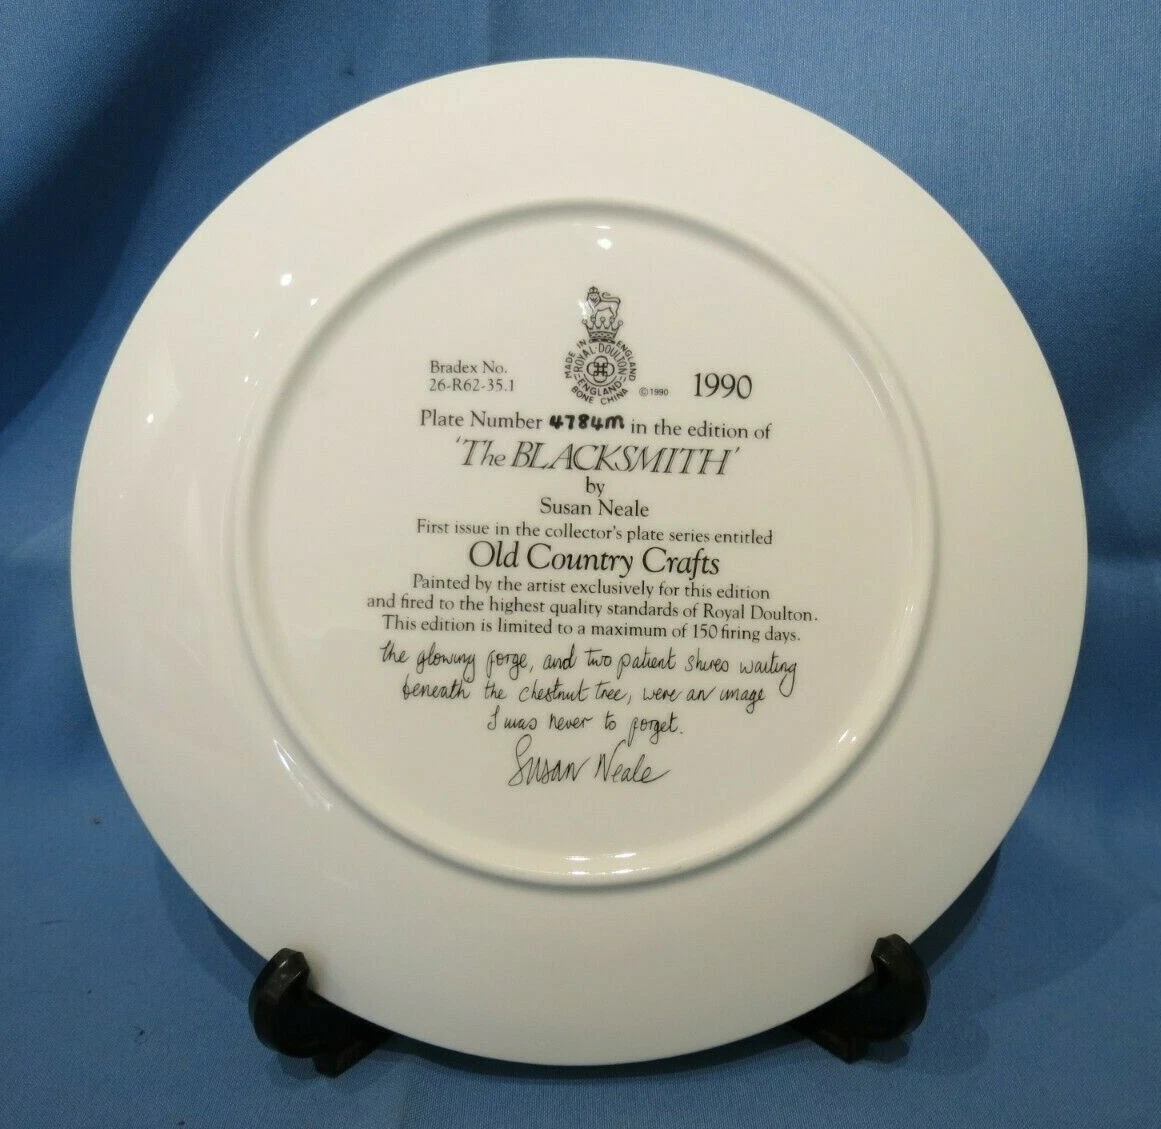 MADE IN ENGLAND
ROYAL·DOULTON
ENGLAND
BONE CHINA
©1990
Bradex No.
26-R62-35.1
1990
Plate Number 4784M in the edition of
'The BLACKSMITH'
by
Susan Neale
First issue in the collector's plate series entitled
Old Country Crafts
Painted by the artist exclusively for this edition
and fired to the highest quality standards of Royal Doulton.
This edition is limited to a maximum of 150 firing days.
the glowing forge, and two patient shires waiting
beneath the chestnut tree, were an image
I was never to forget.
Susan Neale